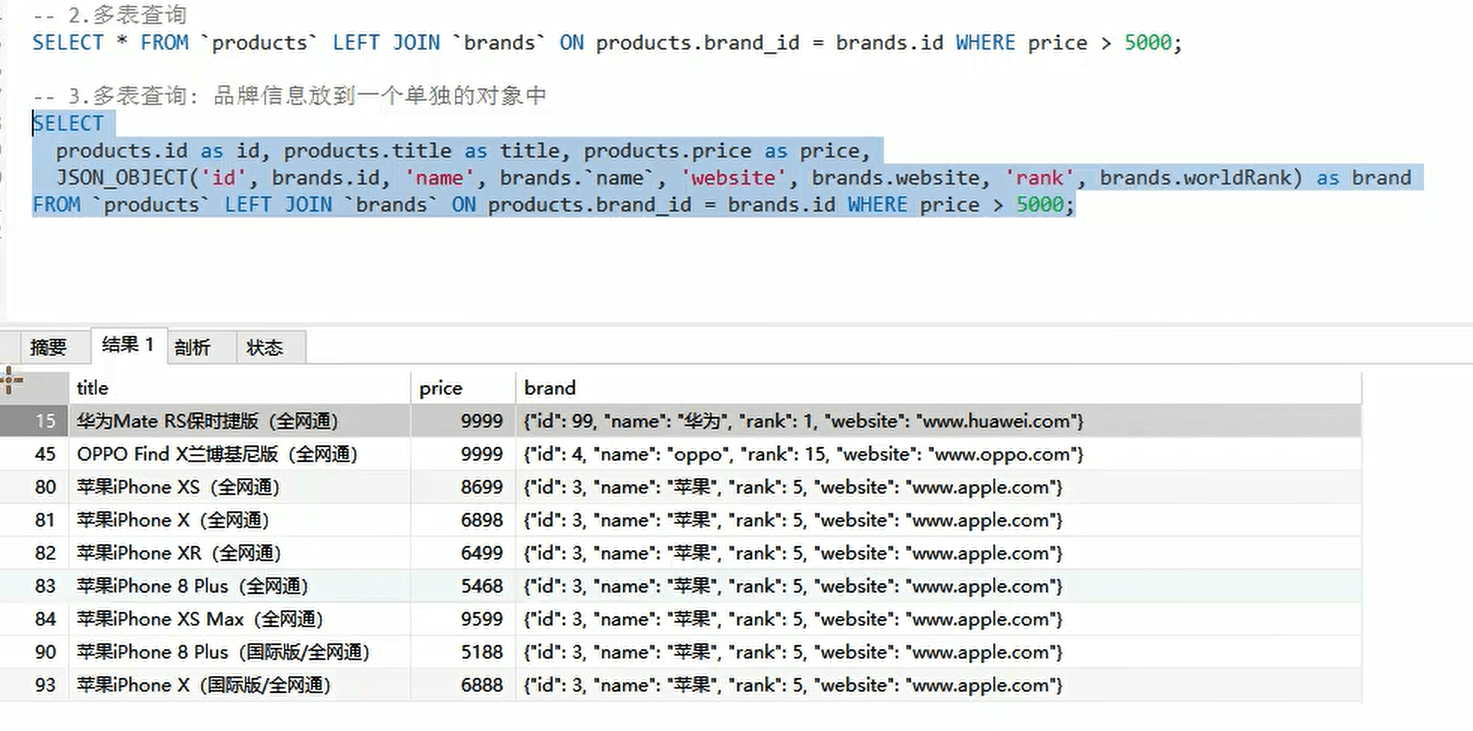 -- 2.多表查询
SELECT * FROM `products` LEFT JOIN `brands` ON products.brand_id = brands.id WHERE price > 5000;
-- 3.多表查询: 品牌信息放到一个单独的对象中
SELECT
products.id as id, products.title as title, products.price as price,
JSON_OBJECT('id', brands.id, 'name', brands.`name`, 'website', brands.website, 'rank', brands.worldRank) as brand
FROM `products` LEFT JOIN `brands` ON products.brand_id = brands.id WHERE price > 5000;
摘要 结果 1 剖析 状态
title price brand
15 华为Mate RS保时捷版（全网通） 9999 {"id": 99, "name": "华为", "rank": 1, "website": "www.huawei.com"}
45 OPPO Find X兰博基尼版（全网通） 9999 {"id": 4, "name": "oppo", "rank": 15, "website": "www.oppo.com"}
80 苹果iPhone XS（全网通） 8699 {"id": 3, "name": "苹果", "rank": 5, "website": "www.apple.com"}
81 苹果iPhone X（全网通） 6898 {"id": 3, "name": "苹果", "rank": 5, "website": "www.apple.com"}
82 苹果iPhone XR（全网通） 6499 {"id": 3, "name": "苹果", "rank": 5, "website": "www.apple.com"}
83 苹果iPhone 8 Plus（全网通） 5468 {"id": 3, "name": "苹果", "rank": 5, "website": "www.apple.com"}
84 苹果iPhone XS Max（全网通） 9599 {"id": 3, "name": "苹果", "rank": 5, "website": "www.apple.com"}
90 苹果iPhone 8 Plus（国际版/全网通） 5188 {"id": 3, "name": "苹果", "rank": 5, "website": "www.apple.com"}
93 苹果iPhone X（国际版/全网通） 6888 {"id": 3, "name": "苹果", "rank": 5, "website": "www.apple.com"}